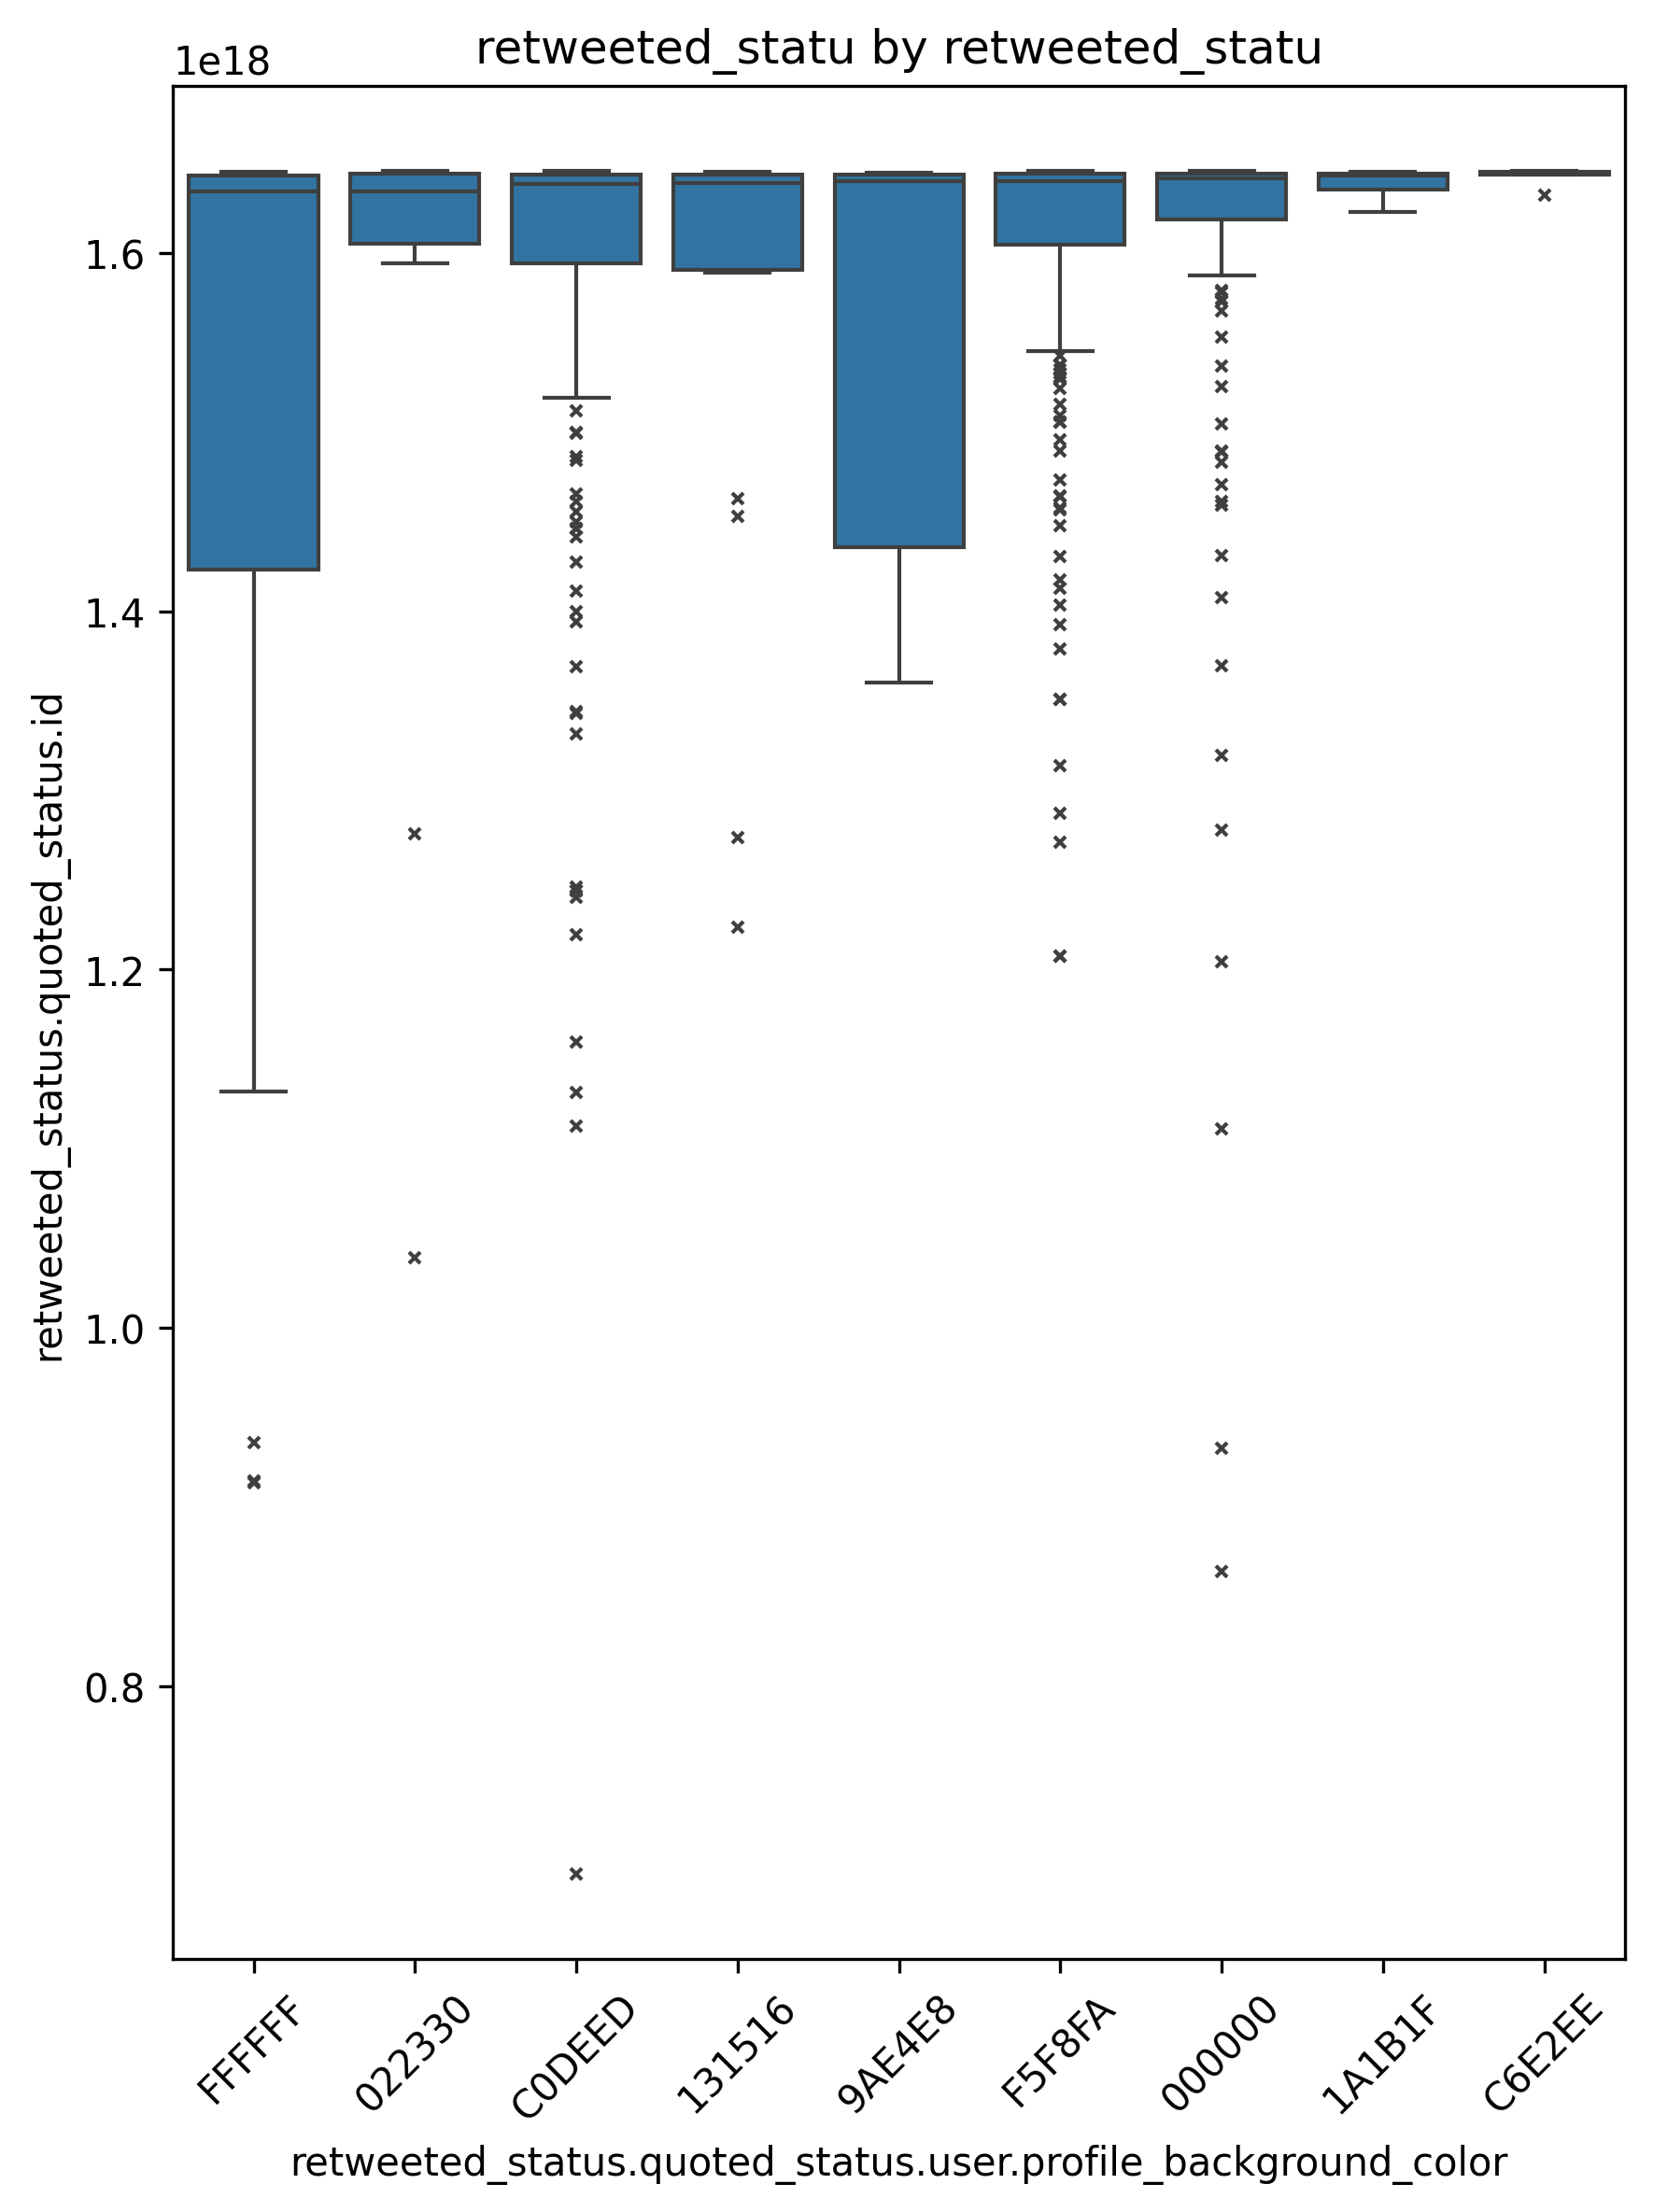 retweeted_statu by retweeted_statu
1e18
1.6
1.4
1.2
1.0
0.8
retweeted_status.quoted_status.id
FFFFFF
022330
C0DEED
131516
9AE4E8
F5F8FA
000000
1A1B1F
C6E2EE
retweeted_status.quoted_status.user.profile_background_color